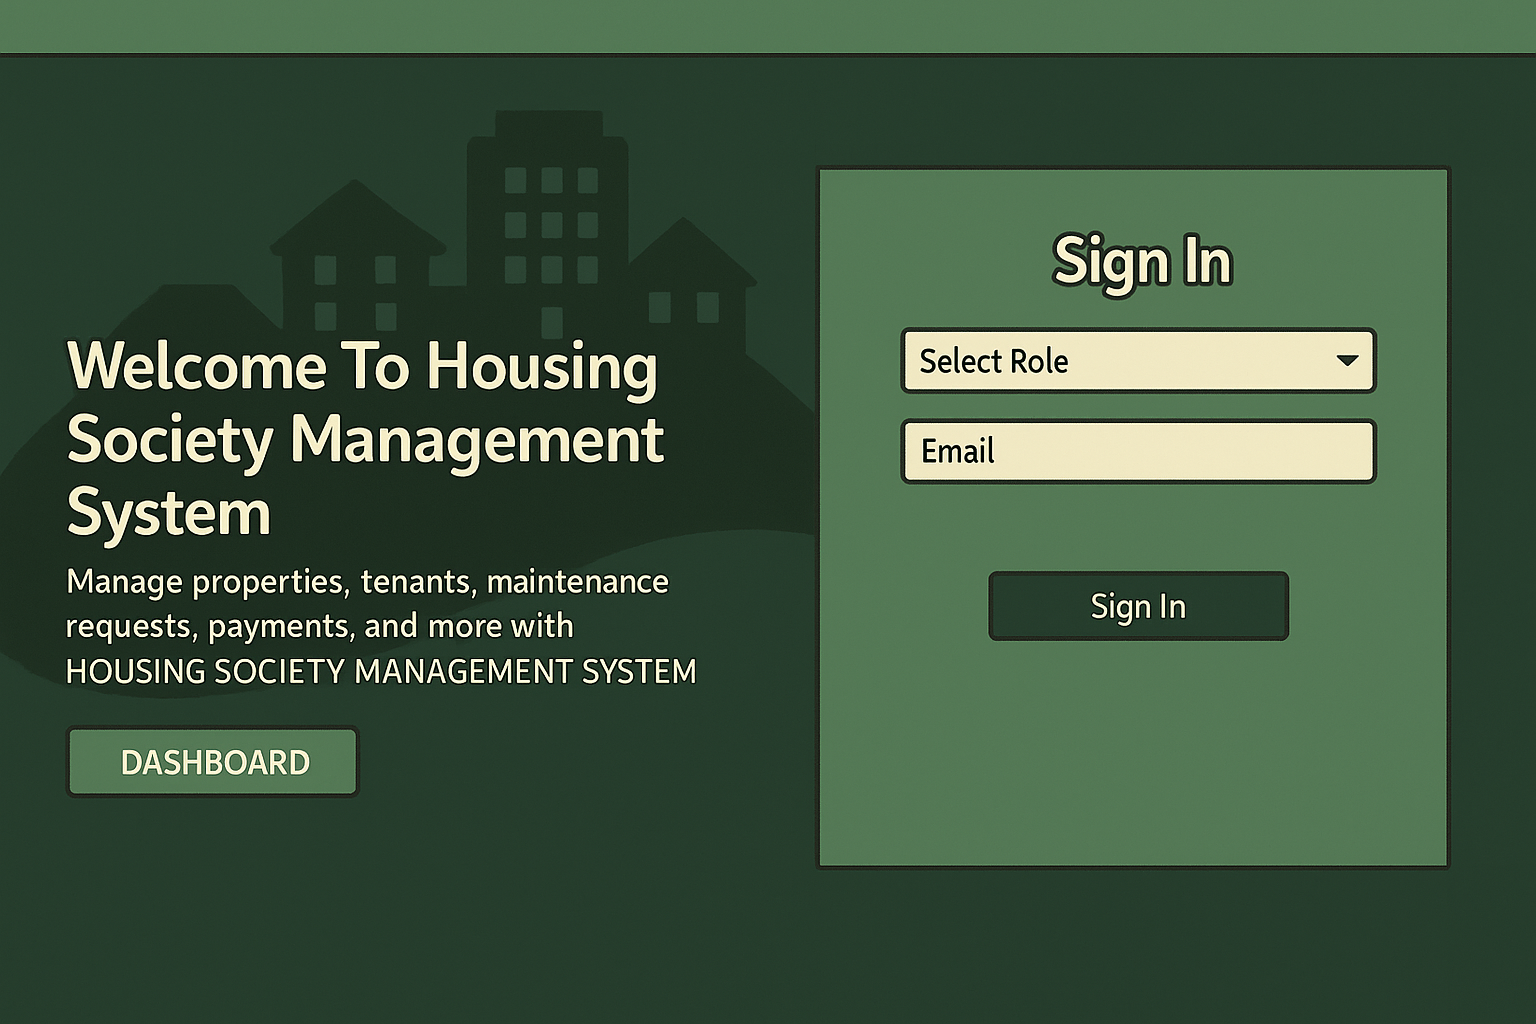 Welcome To Housing
Society Management
System
Manage properties, tenants, maintenance
requests, payments, and more with
HOUSING SOCIETY MANAGEMENT SYSTEM
DASHBOARD
Sign In
Select Role
Email
Sign In